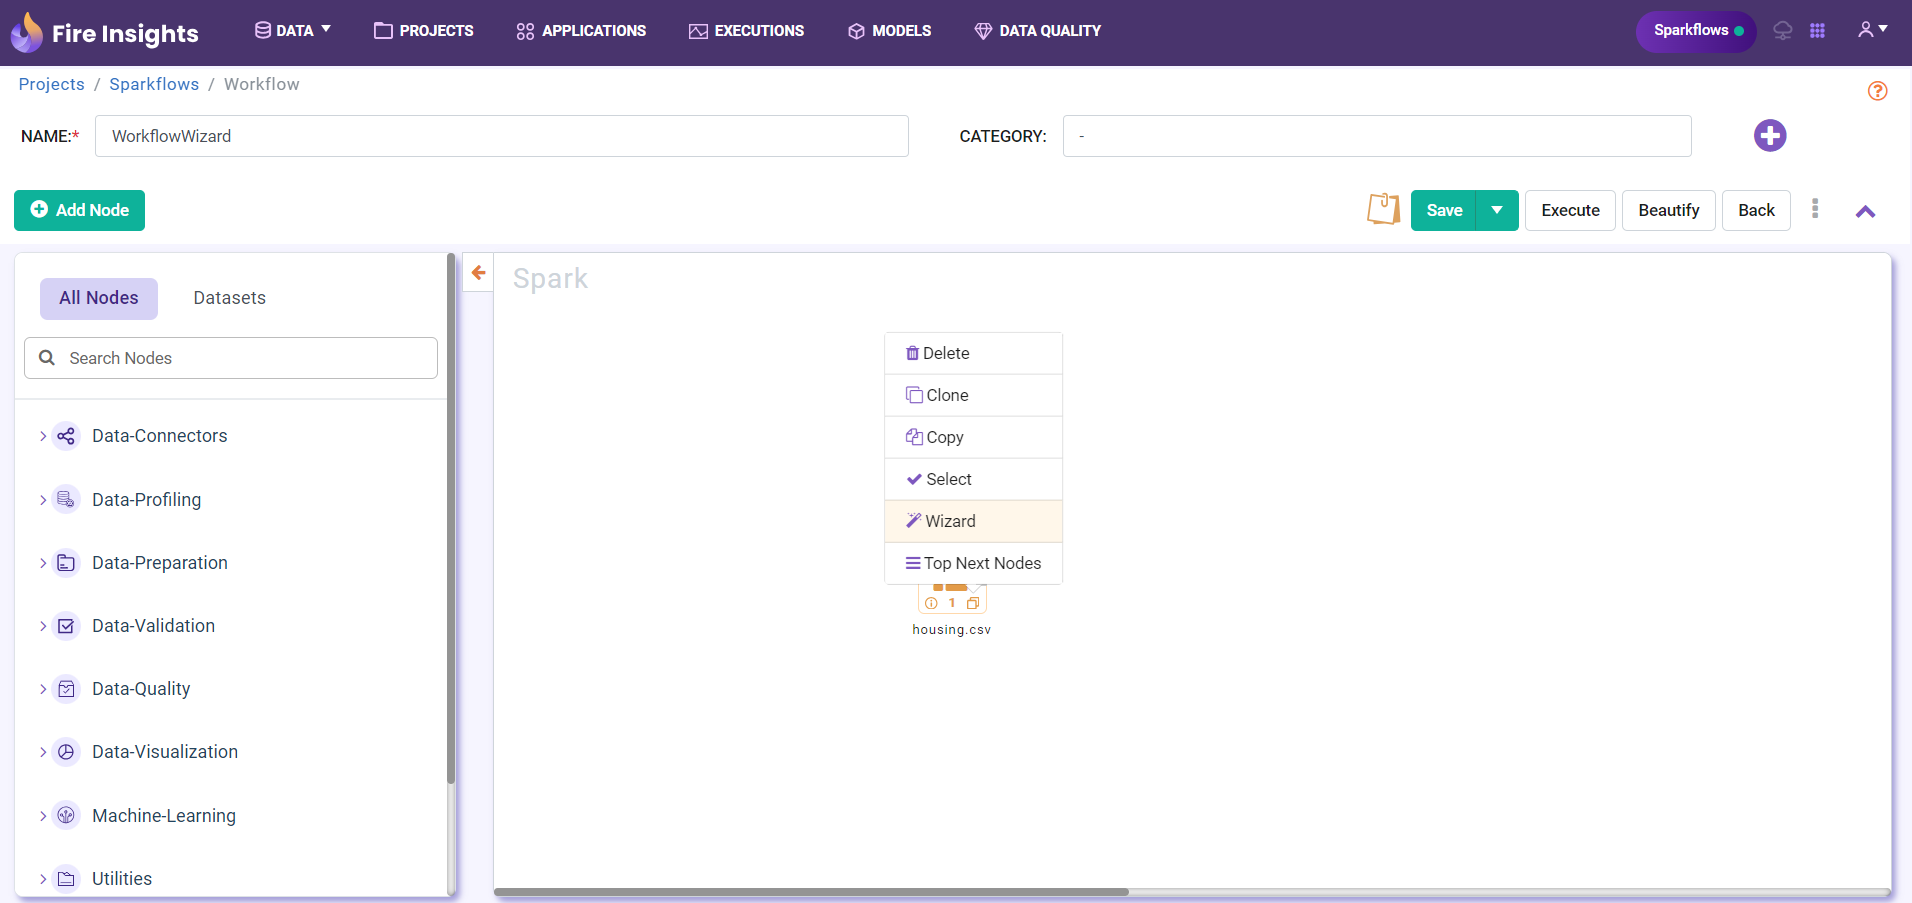 Fire Insights
DATA
PROJECTS
APPLICATIONS
EXECUTIONS
MODELS
DATA QUALITY
Sparkflows
Projects / Sparkflows / Workflow
NAME:* WorkflowWizard
CATEGORY: -
Add Node
Save
Execute
Beautify
Back
All Nodes
Datasets
Search Nodes
Data-Connectors
Data-Profiling
Data-Preparation
Data-Validation
Data-Quality
Data-Visualization
Machine-Learning
Utilities
Spark
Delete
Clone
Copy
Select
Wizard
Top Next Nodes
1
housing.csv